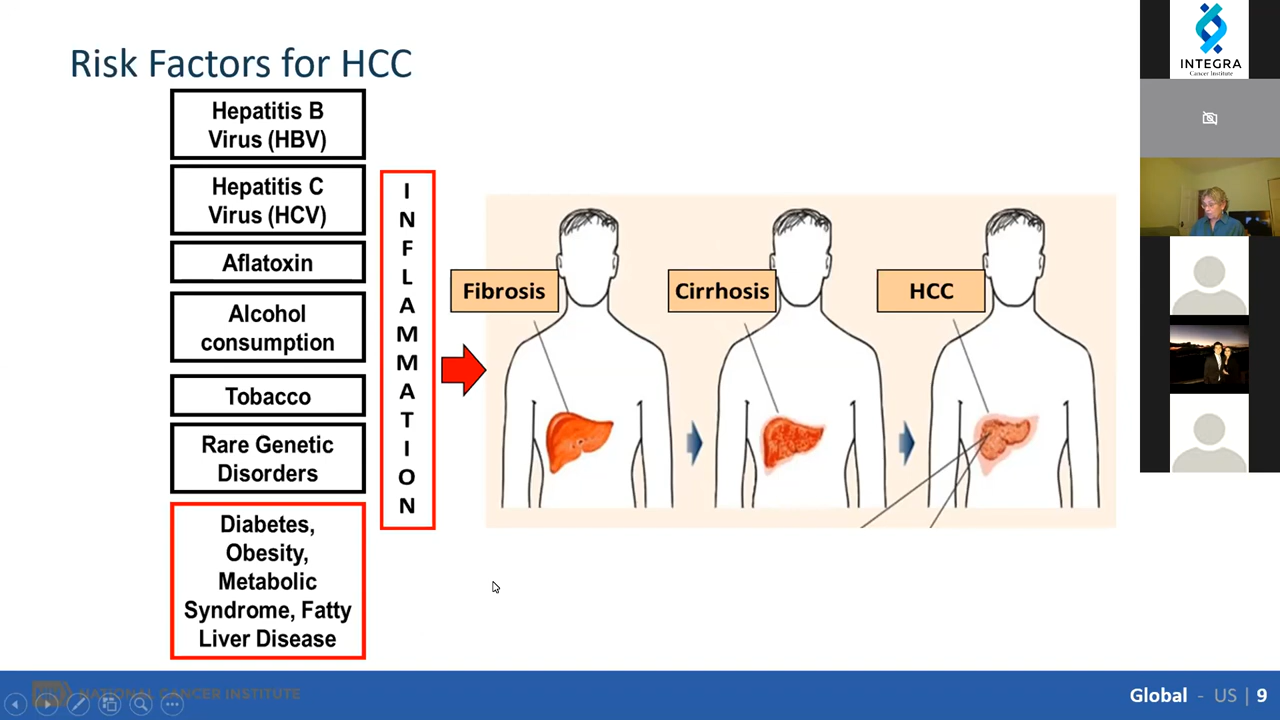 Risk Factors for HCC
Hepatitis B
Virus (HBV)
Hepatitis C
Virus (HCV)
Aflatoxin
Alcohol
consumption
Tobacco
Rare Genetic
Disorders
Diabetes,
Obesity,
Metabolic
Syndrome, Fatty
Liver Disease
I
N
F
L
A
M
M
A
T
I
O
N
Fibrosis
Cirrhosis
HCC
INTEGRA
Cancer Institute
NATIONAL CANCER INSTITUTE
Global - US | 9